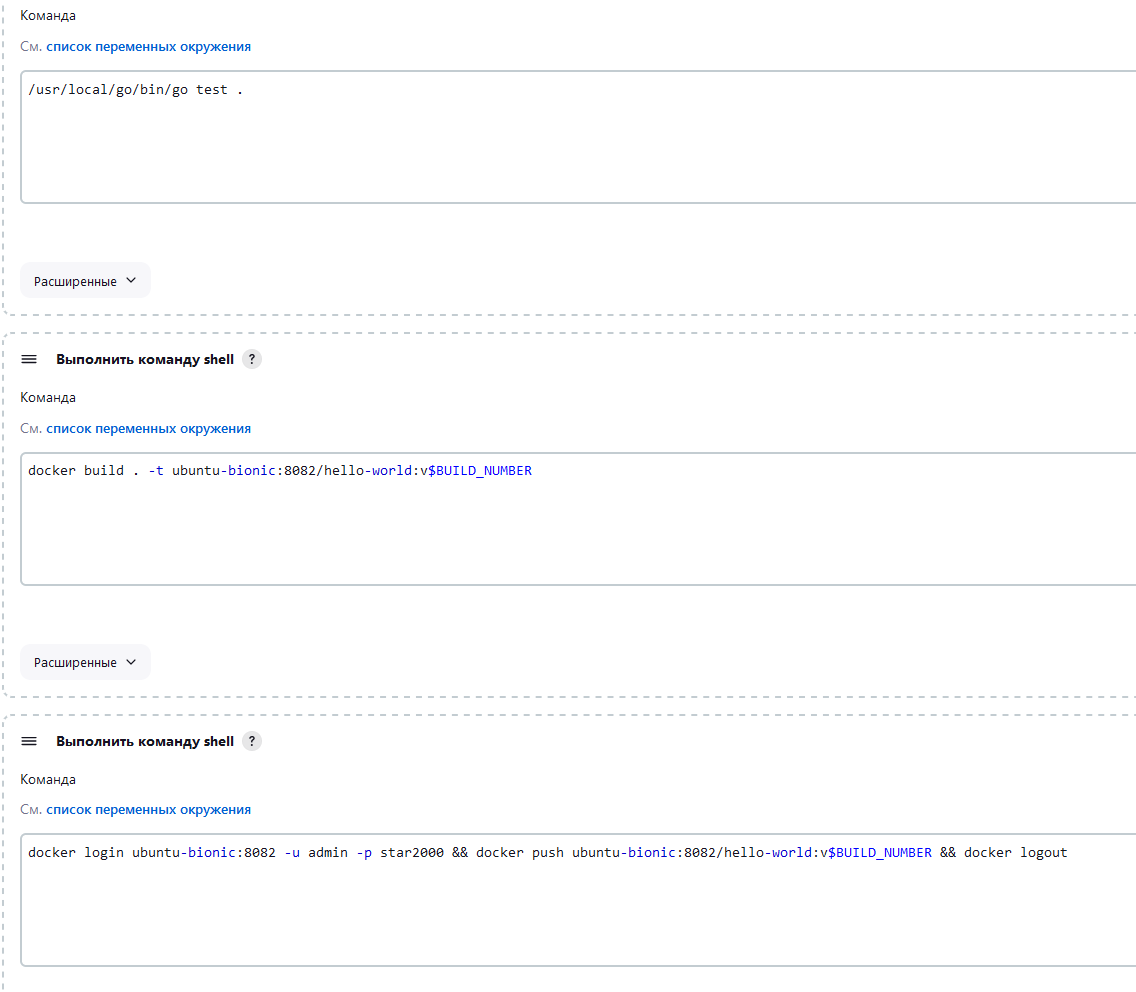 Команда
См. список переменных окружения
/usr/local/go/bin/go test .
Расширенные
Выполнить команду shell ?
Команда
См. список переменных окружения
docker build . -t ubuntu-bionic:8082/hello-world:v$BUILD_NUMBER
Расширенные
Выполнить команду shell ?
Команда
См. список переменных окружения
docker login ubuntu-bionic:8082 -u admin -p star2000 && docker push ubuntu-bionic:8082/hello-world:v$BUILD_NUMBER && docker logout